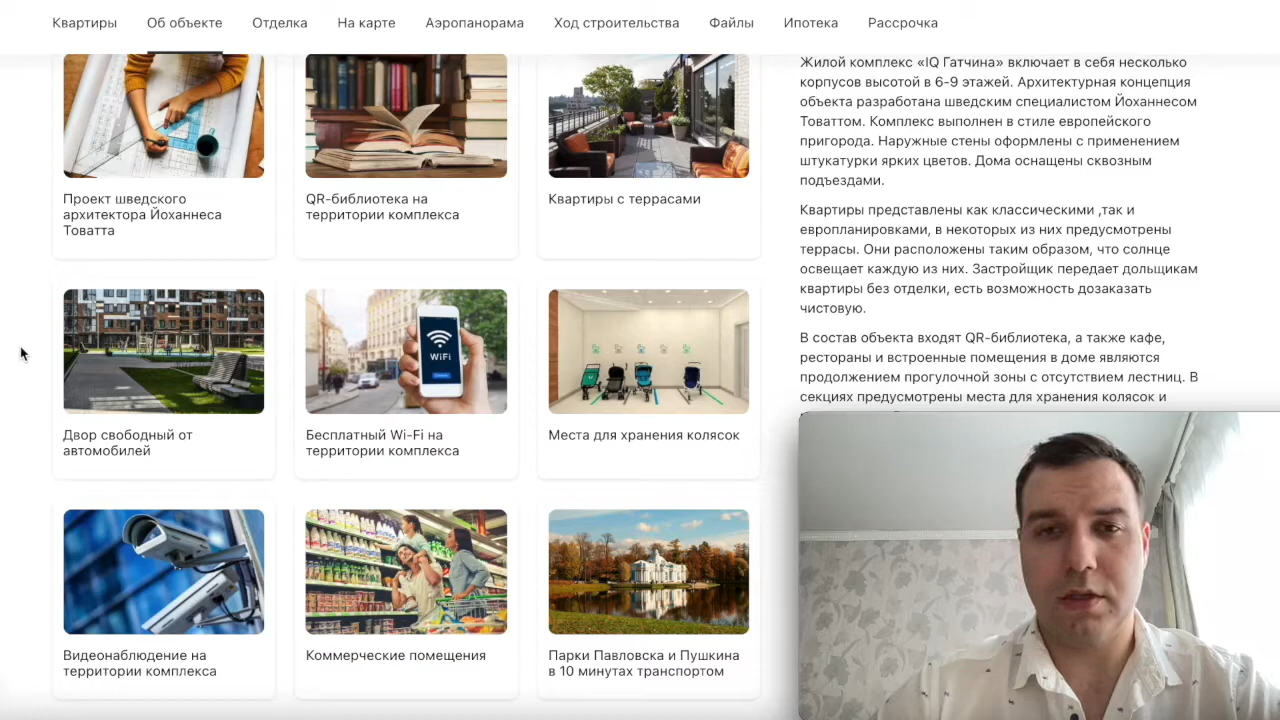 Квартиры
Об объекте
Отделка
На карте
Аэропанорама
Ход строительства
Файлы
Ипотека
Рассрочка
Проект шведского
архитектора Йоханнеса
Товатта
QR-библиотека на
территории комплекса
Квартиры с террасами
WiFi
Двор свободный от
автомобилей
Бесплатный Wi-Fi на
территории комплекса
Места для хранения колясок
Видеонаблюдение на
территории комплекса
Коммерческие помещения
Парки Павловска и Пушкина
в 10 минутах транспортом
Жилой комплекс «IQ Гатчина» включает в себя несколько
корпусов высотой в 6-9 этажей. Архитектурная концепция
объекта разработана шведским специалистом Йоханнесом
Товаттом. Комплекс выполнен в стиле европейского
пригорода. Наружные стены оформлены с применением
штукатурки ярких цветов. Дома оснащены сквозным
подъездами.
Квартиры представлены как классическими ,так и
европланировками, в некоторых из них предусмотрены
террасы. Они расположены таким образом, что солнце
освещает каждую из них. Застройщик передает дольщикам
квартиры без отделки, есть возможность дозаказать
чистовую.
В состав объекта входят QR-библиотека, а также кафе,
рестораны и встроенные помещения в доме являются
продолжением прогулочной зоны с отсутствием лестниц. В
секциях предусмотрены места для хранения колясок и